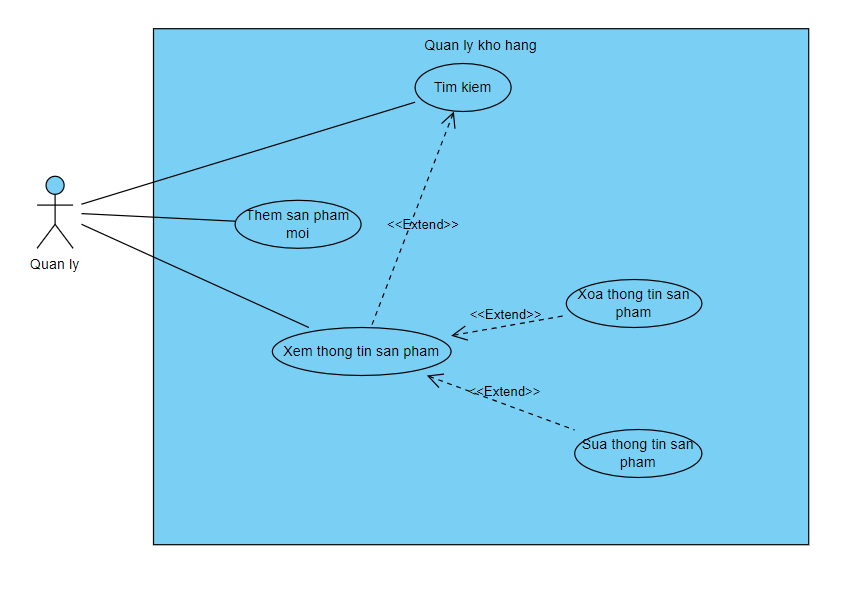 Quan ly kho hang
Tim kiem
Them san pham
moi
<<Extend>>
Quan ly
Xoa thong tin san
pham
<<Extend>>
Xem thong tin san pham
<<Extend>>
Sua thong tin san
pham